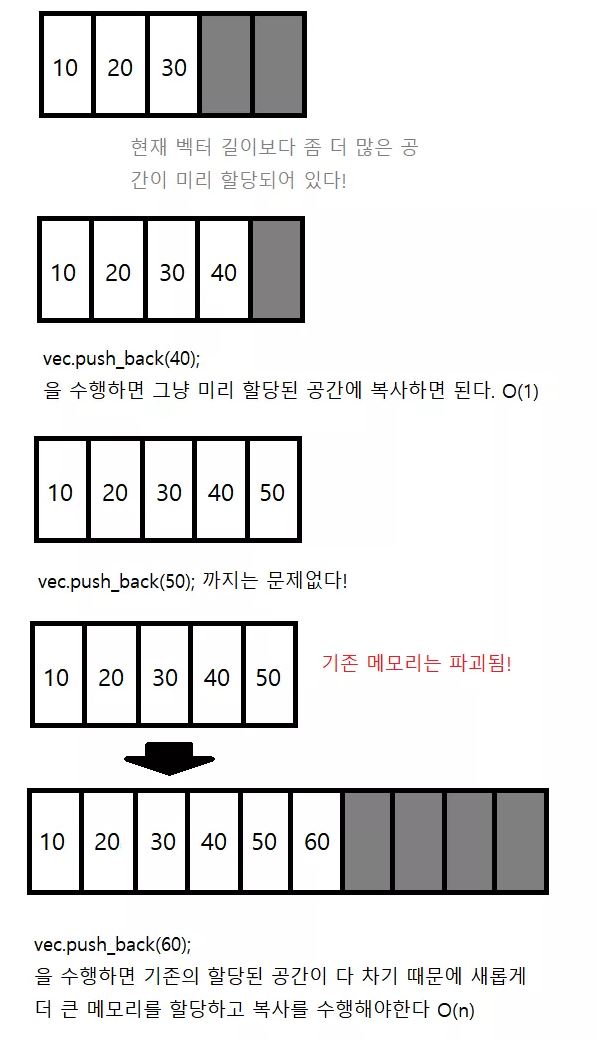 10 20 30
현재 벡터 길이보다 좀 더 많은 공
간이 미리 할당되어 있다!
10 20 30 40
vec.push_back(40);
을 수행하면 그냥 미리 할당된 공간에 복사하면 된다. O(1)
10 20 30 40 50
vec.push_back(50); 까지는 문제없다!
10 20 30 40 50
기존 메모리는 파괴됨!
10 20 30 40 50 60
vec.push_back(60);
을 수행하면 기존의 할당된 공간이 다 차기 때문에 새롭게
더 큰 메모리를 할당하고 복사를 수행해야한다 O(n)